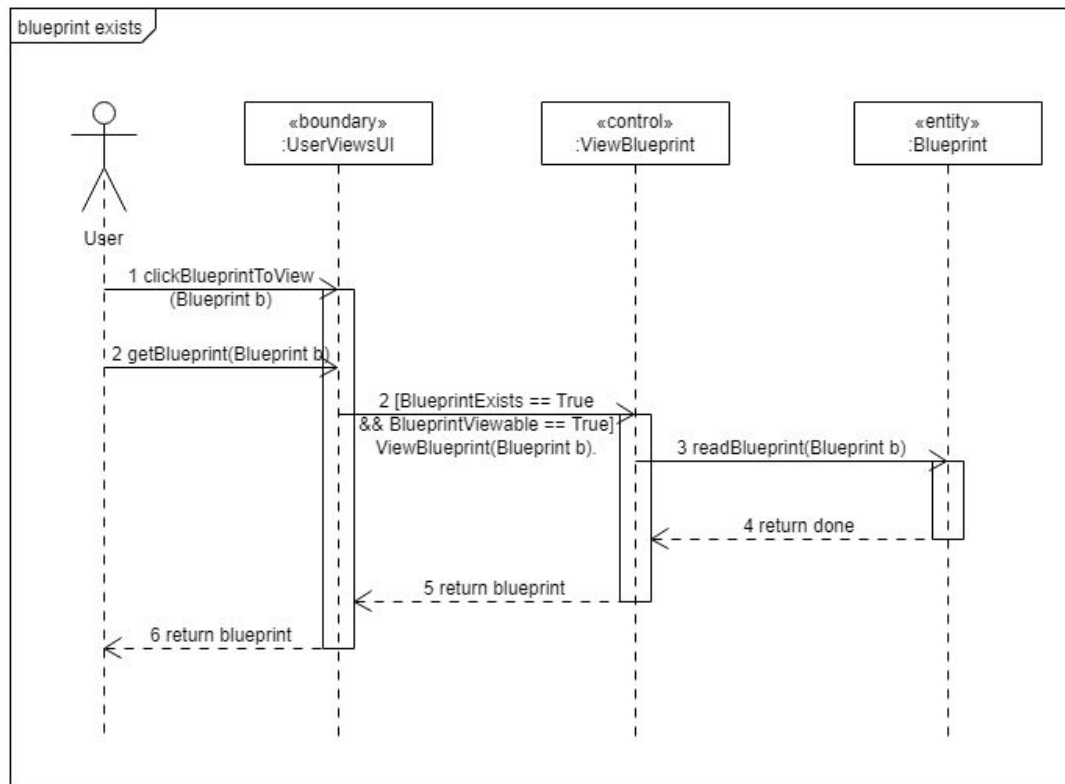 blueprint exists
«boundary»
:UserViewsUI
«control»
:ViewBlueprint
«entity»
:Blueprint
User
1 clickBlueprintToView
(Blueprint b)
2 getBlueprint(Blueprint b)
2 [BlueprintExists == True
&& BlueprintViewable == True]
ViewBlueprint(Blueprint b).
3 readBlueprint(Blueprint b)
4 return done
5 return blueprint
6 return blueprint